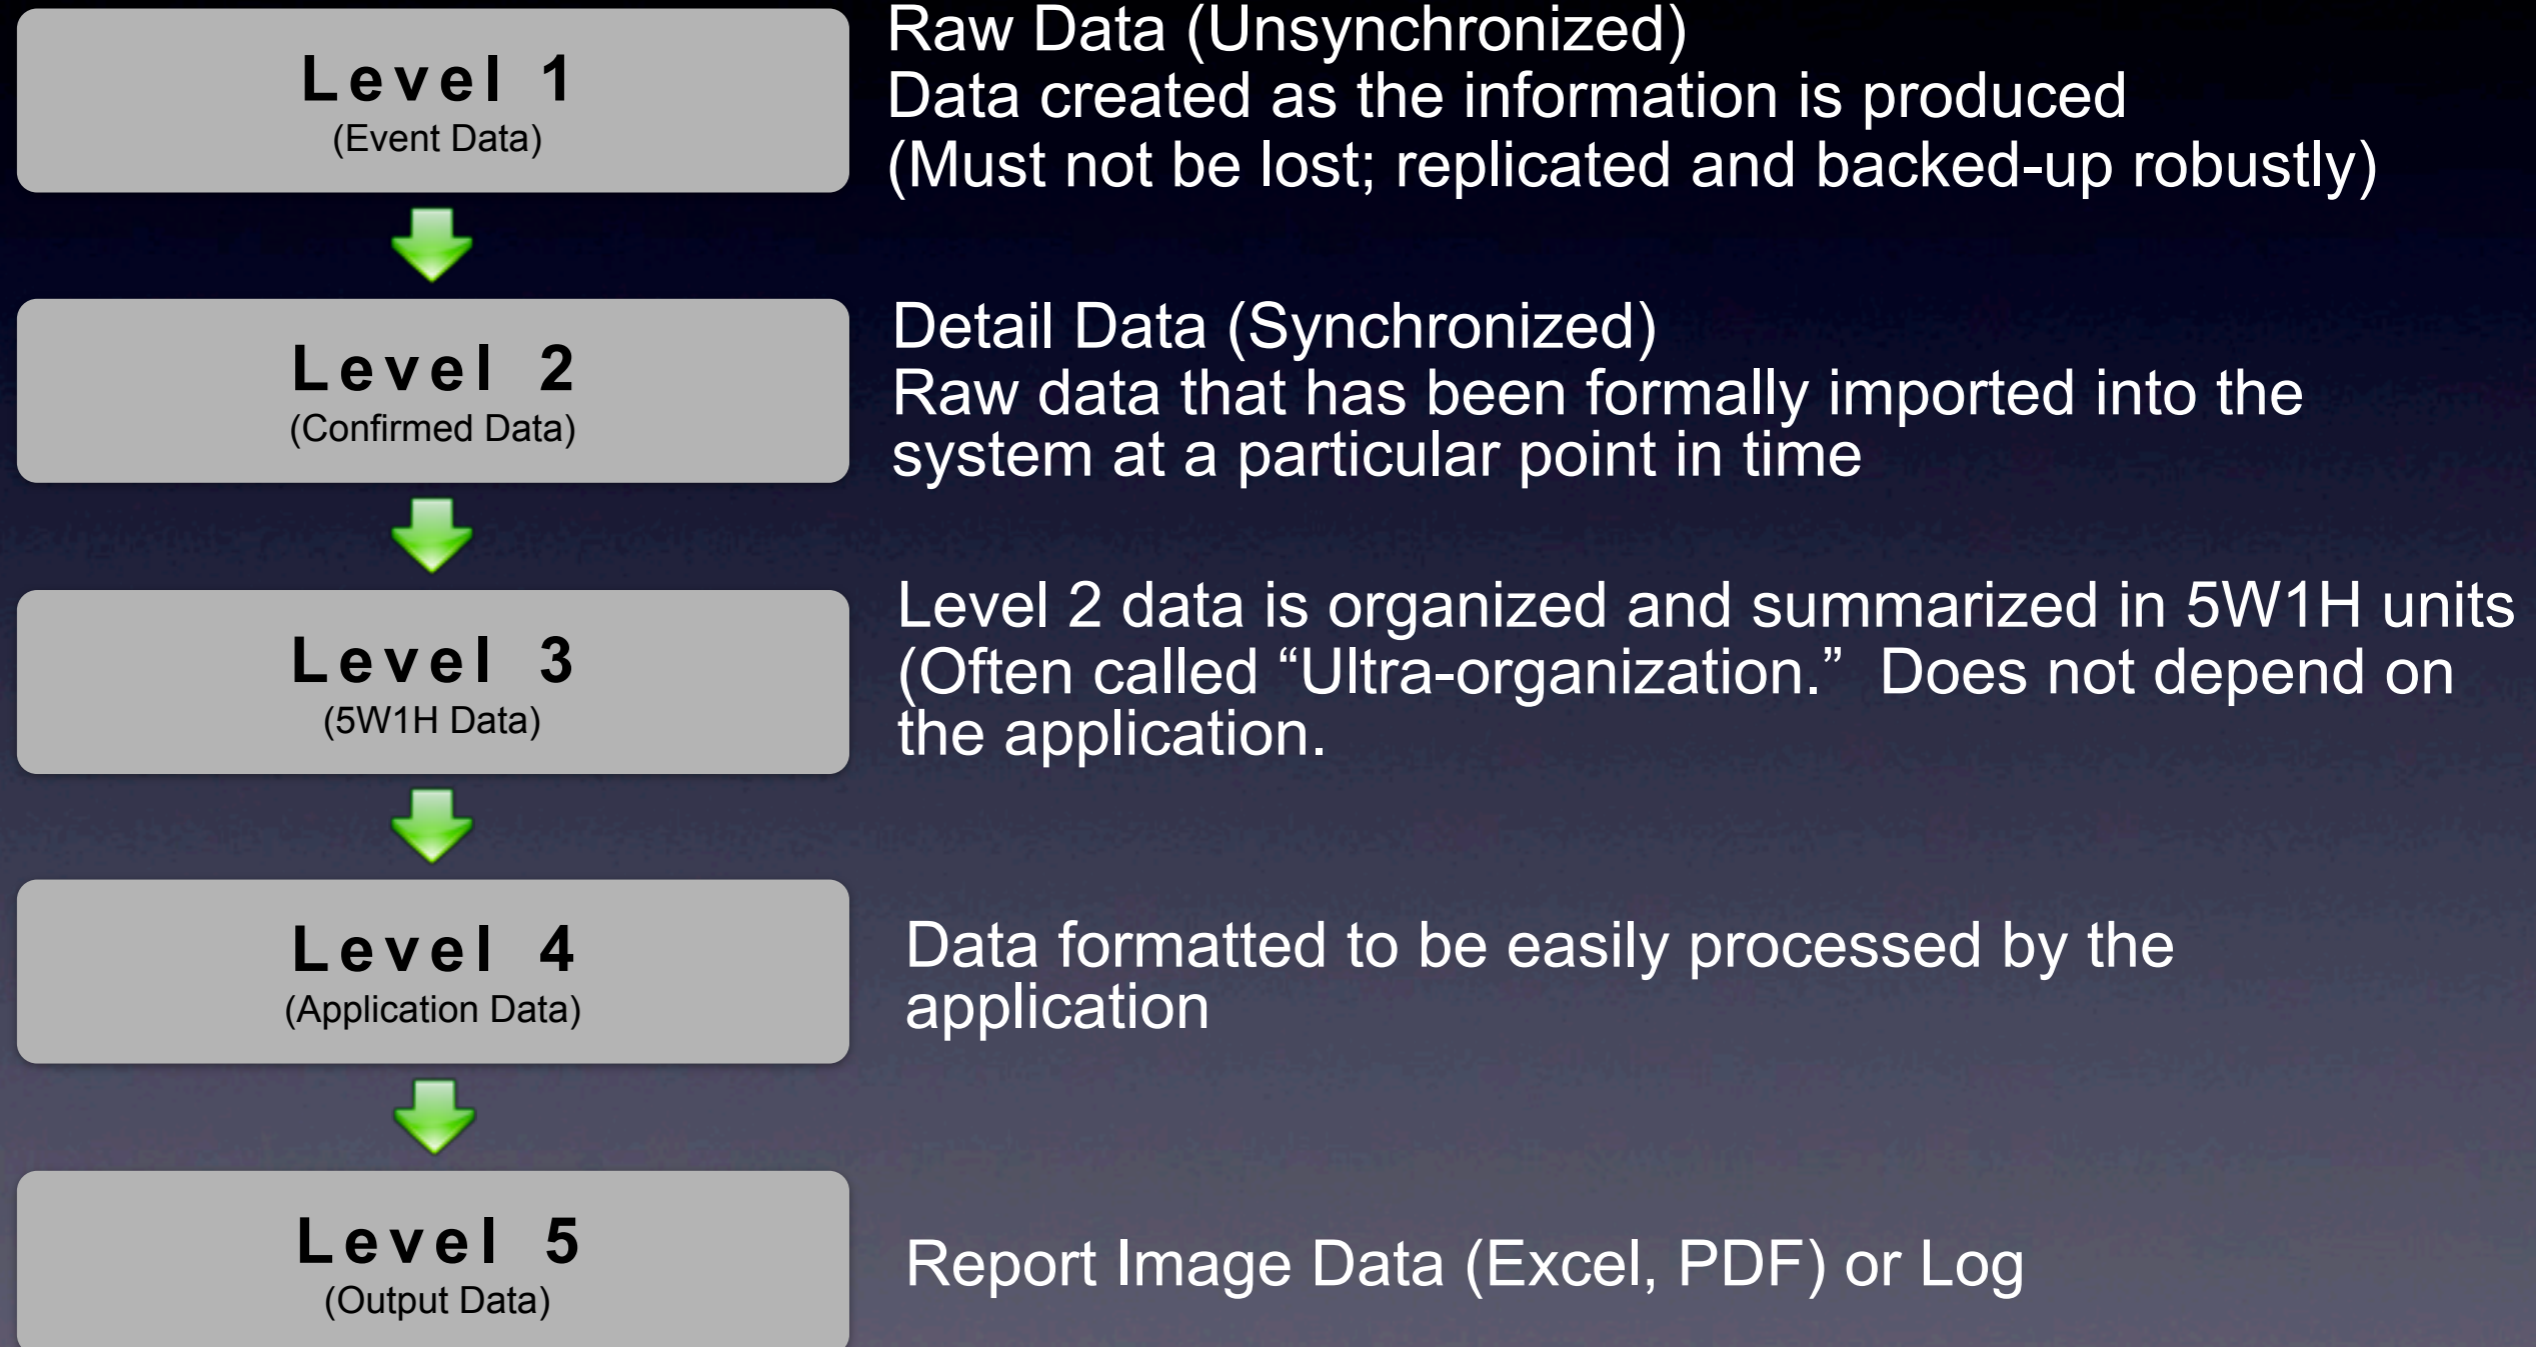 Level 1
(Event Data)
Raw Data (Unsynchronized)
Data created as the information is produced
(Must not be lost; replicated and backed-up robustly)
Level 2
(Confirmed Data)
Detail Data (Synchronized)
Raw data that has been formally imported into the
system at a particular point in time
Level 3
(5W1H Data)
Level 2 data is organized and summarized in 5W1H units
(Often called “Ultra-organization.”  Does not depend on
the application.
Level 4
(Application Data)
Data formatted to be easily processed by the
application
Level 5
(Output Data)
Report Image Data (Excel, PDF) or Log